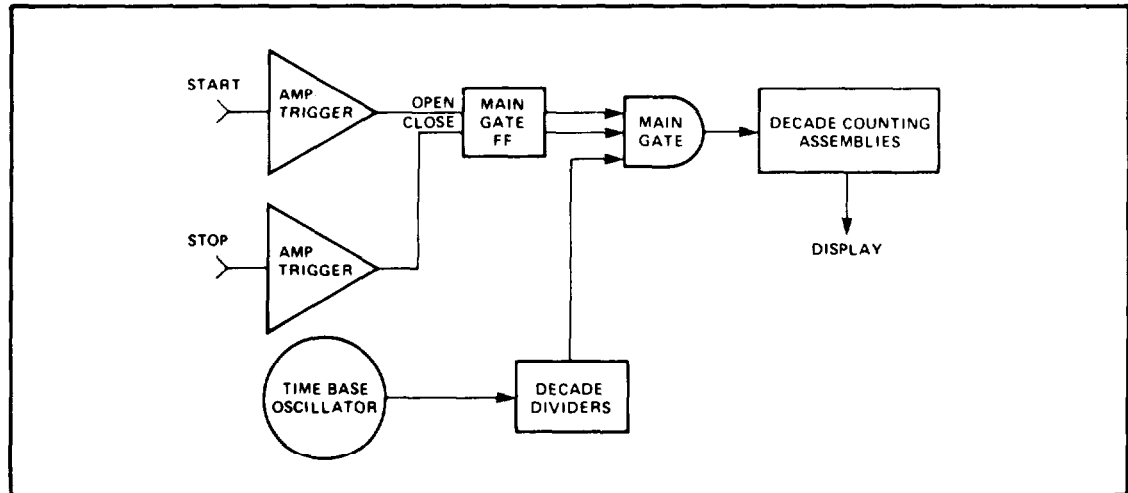 START
AMP
TRIGGER
OPEN
CLOSE
MAIN
GATE
FF
MAIN
GATE
DECADE COUNTING
ASSEMBLIES
STOP
AMP
TRIGGER
DISPLAY
TIME BASE
OSCILLATOR
DECADE
DIVIDERS